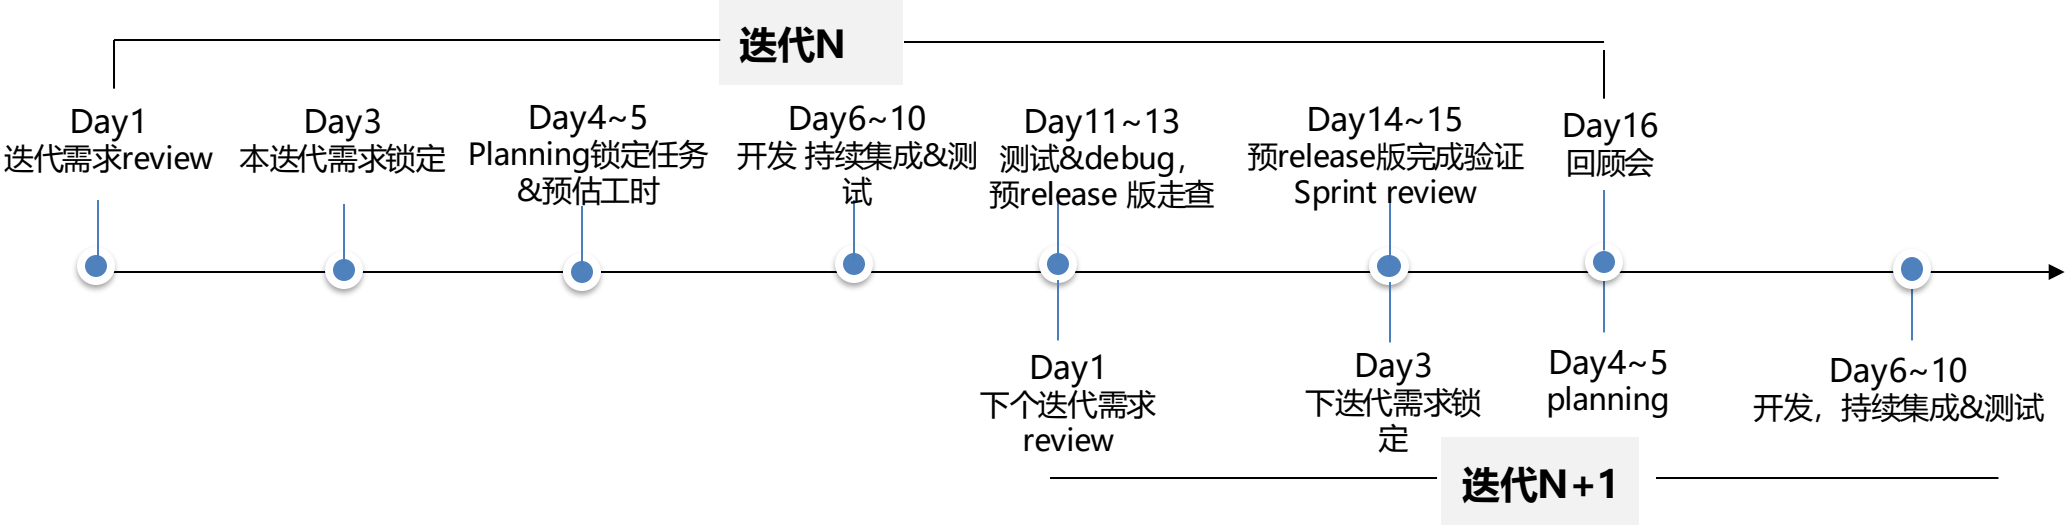 迭代N
Day1
迭代需求review
Day3
本迭代需求锁定
Day4~5
Planning锁定任务
&预估工时
Day6~10
开发 持续集成&测
试
Day11~13
测试&debug，
预release 版走查
Day14~15
预release版完成验证
Sprint review
Day16
回顾会
Day1
下个迭代需求
review
Day3
下迭代需求锁
定
Day4~5
planning
Day6~10
开发，持续集成&测试
迭代N+1